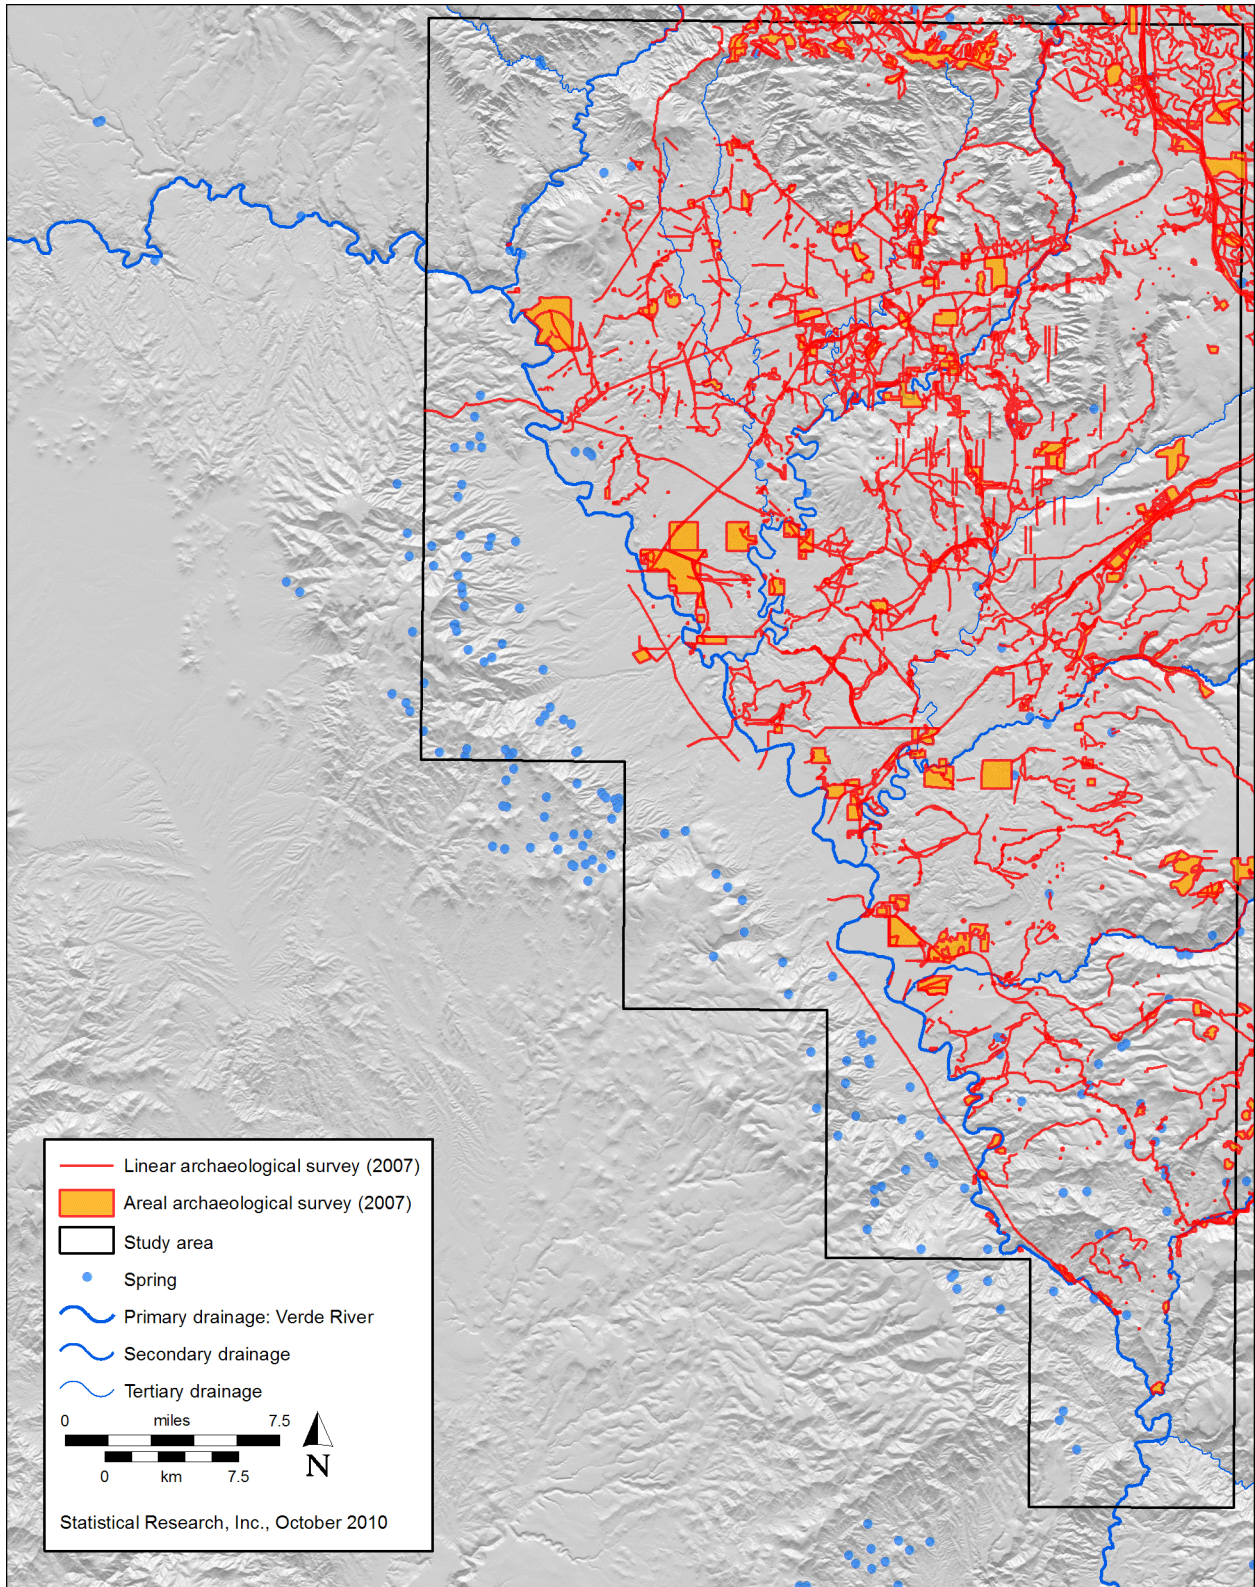 Linear archaeological survey (2007)
Areal archaeological survey (2007)
Study area
Spring
Primary drainage: Verde River
Secondary drainage
Tertiary drainage
0 miles 7.5
0 km 7.5
N
Statistical Research, Inc., October 2010